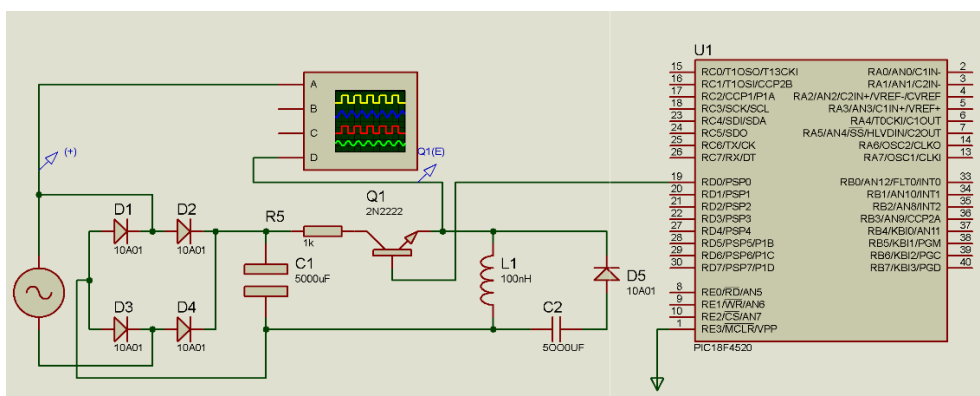 U1
15 RC0/T1OSO/T13CKI RA0/AN0/C1IN- 2
16 RC1/T1OSI/CCP2B RA1/AN1/C2IN- 3
17 RC2/CCP1/P1A RA2/AN2/C2IN+/VREF-/CVREF 4
18 RC3/SCK/SCL RA3/AN3/C1IN+/VREF+ 5
23 RC4/SDI/SDA RA4/T0CKI/C1OUT 6
24 RC5/SDO RA5/AN4/SS/HLVDIN/C2OUT 7
25 RC6/TX/CK RA6/OSC2/CLKO 14
26 RC7/RX/DT RA7/OSC1/CLKI 13
19 RD0/PSP0 RB0/AN12/FLT0/INT0 33
20 RD1/PSP1 RB1/AN10/INT1 34
21 RD2/PSP2 RB2/AN8/INT2 35
22 RD3/PSP3 RB3/AN9/CCP2A 36
27 RD4/PSP4 RB4/KBI0/AN11 37
28 RD5/PSP5/P1B RB5/KBI1/PGM 38
29 RD6/PSP6/P1C RB6/KBI2/PGC 39
30 RD7/PSP7/P1D RB7/KBI3/PGD 40
8 RE0/RD/AN5
9 RE1/WR/AN6
10 RE2/CS/AN7
1 RE3/MCLR/VPP
PIC18F4520
A
B
C
D
(+)
Q1(E)
Q1
2N2222
D1
10A01
D2
10A01
R5
1k
C1
5000uF
L1
100nH
D5
10A01
D3
10A01
D4
10A01
C2
5000UF